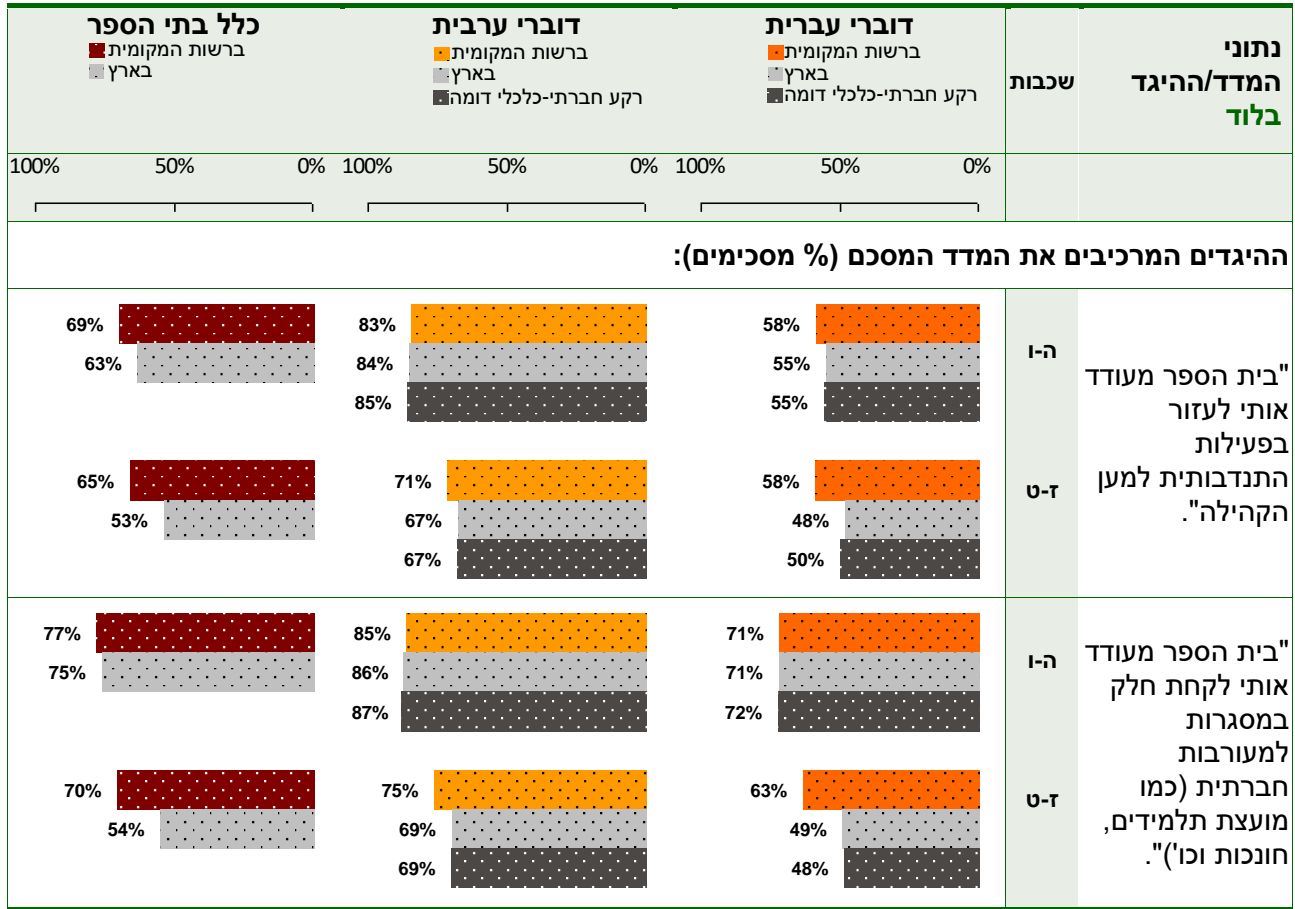 נתוני
המדד/ההיגד
בלוד
שכבות
דוברי עברית
ברשות המקומית
בארץ
רקע חברתי-כלכלי דומה
דוברי ערבית
ברשות המקומית
בארץ
רקע חברתי-כלכלי דומה
כלל בתי הספר
ברשות המקומית
בארץ
0% 50% 100%
0% 50% 100%
0% 50% 100%
ההיגדים המרכיבים את המדד המסכם (% מסכימים):
"בית הספר מעודד
אותי לעזור
בפעילות
התנדבותית למען
הקהילה".
ה-ו
58%
55%
55%
83%
84%
85%
69%
63%
ז-ט
58%
48%
50%
71%
67%
67%
65%
53%
"בית הספר מעודד
אותי לקחת חלק
במסגרות
למעורבות
חברתית (כמו
מועצת תלמידים,
חונכות וכו')".
ה-ו
71%
71%
72%
85%
86%
87%
77%
75%
ז-ט
63%
49%
48%
75%
69%
69%
70%
54%